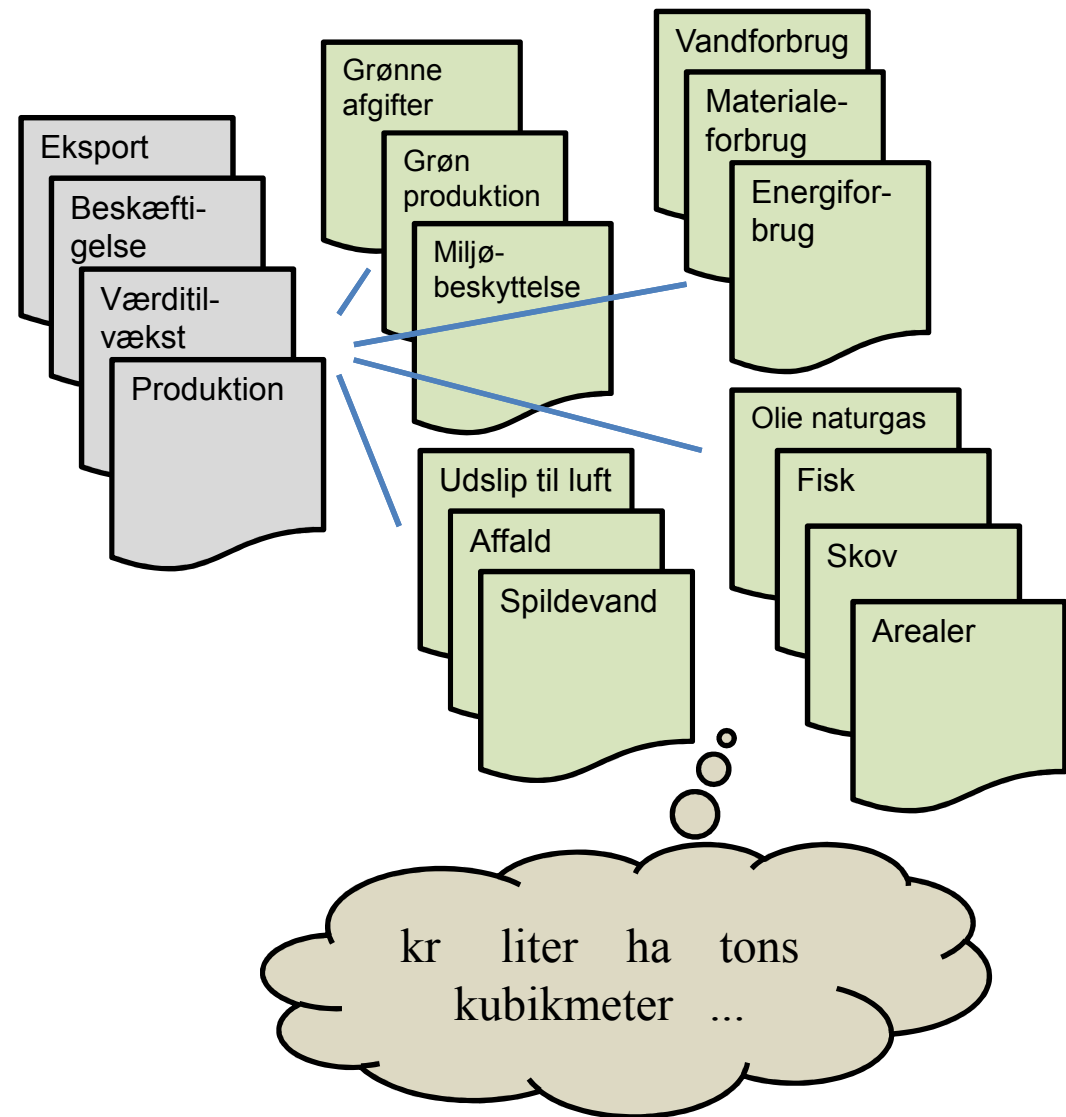 Eksport
Beskæfti-
gelse
Værditil-
vækst
Produktion
Grønne
afgifter
Grøn
produktion
Miljø-
beskyttelse
Vandforbrug
Materiale-
forbrug
Energifor-
brug
Udslip til luft
Affald
Spildevand
Olie naturgas
Fisk
Skov
Arealer
kr liter ha tons
kubikmeter ...